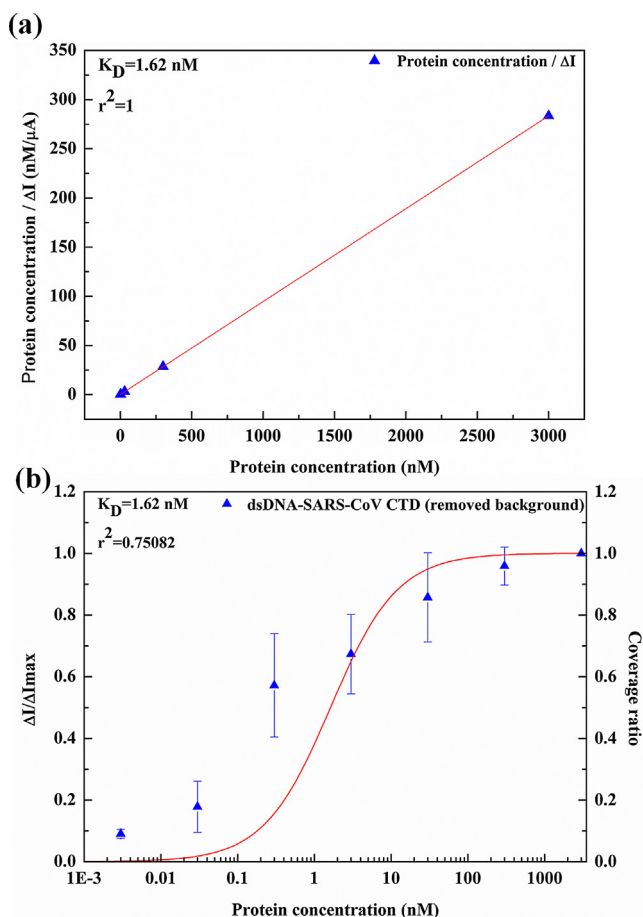 (a)
K_D=1.62 nM
r²=1
Protein concentration / ΔI
Protein concentration / ΔI (nM/μA)
350
300
250
200
150
100
50
0
0 500 1000 1500 2000 2500 3000
Protein concentration (nM)
(b)
K_D=1.62 nM
r²=0.75082
dsDNA-SARS-CoV CTD (removed background)
ΔI/ΔImax
1.2
1.0
0.8
0.6
0.4
0.2
0.0
1.2
1.0
0.8
0.6
0.4
0.2
0.0
Coverage ratio
1E-3 0.01 0.1 1 10 100 1000
Protein concentration (nM)